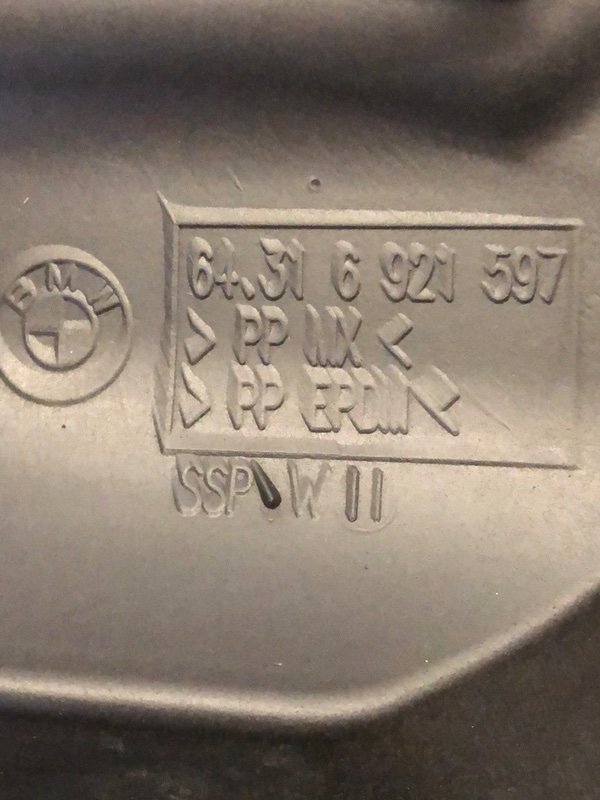 BMW
64.31 6 921 597
> PP MX <
> PP EPDM <
SSP W II